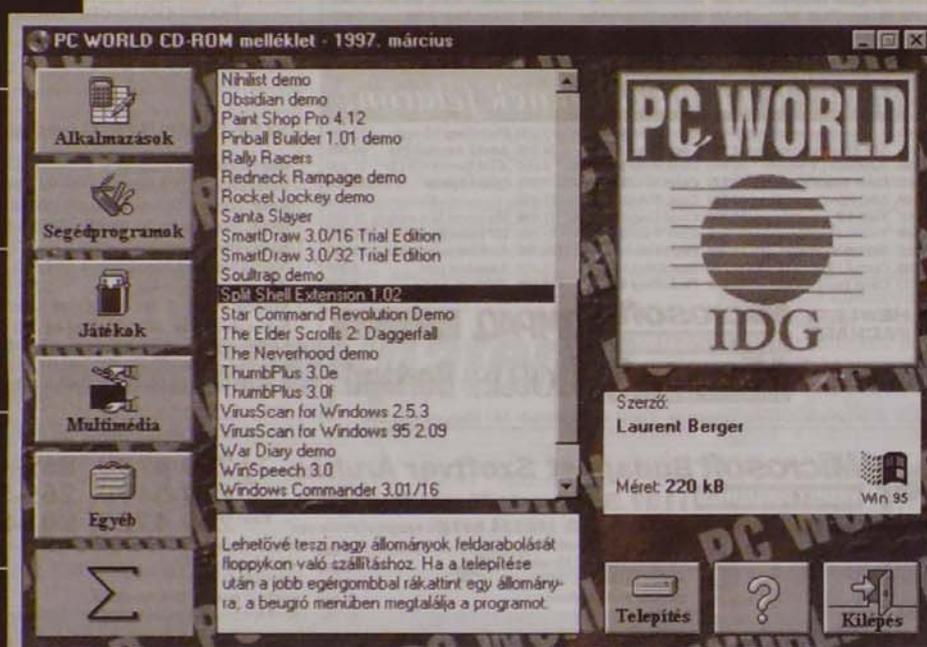 PC WORLD CD-ROM melléklet - 1997. március
Alkalmazások
Segédprogramok
Játékok
Multimédia
Egyéb
Σ
Nihilist demo
Obsidian demo
Paint Shop Pro 4.12
Pinball Builder 1.01 demo
Rally Racers
Redneck Rampage demo
Rocket Jockey demo
Santa Slayer
SmartDraw 3.0/16 Trial Edition
SmartDraw 3.0/32 Trial Edition
Soultrap demo
Split Shell Extension 1.02
Star Command Revolution Demo
The Elder Scrolls 2: Daggerfall
The Neverhood demo
ThumbPlus 3.0e
ThumbPlus 3.0f
VirusScan for Windows 2.5.3
VirusScan for Windows 95 2.09
War Diary demo
WinSpeech 3.0
Windows Commander 3.01/16
Lehetővé teszi nagy állományok feldarabolását
floppykon való szállításhoz. Ha a telepítése
után a jobb egérgombbal rákattint egy állomány-
ra, a beugró menüben megtalálja a programot.
PC WORLD
IDG
Szerző:
Laurent Berger
Méret: 220 kB
Win 95
PC WORLD
Telepítés
?
Kilépés